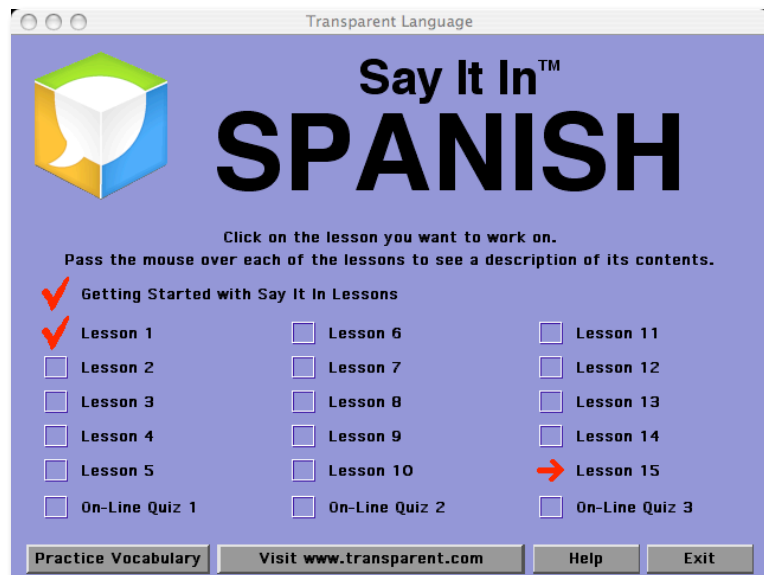 Transparent Language
Say It In™
SPANISH
Click on the lesson you want to work on.
Pass the mouse over each of the lessons to see a description of its contents.
Getting Started with Say It In Lessons
Lesson 1
Lesson 2
Lesson 3
Lesson 4
Lesson 5
On-Line Quiz 1
Lesson 6
Lesson 7
Lesson 8
Lesson 9
Lesson 10
On-Line Quiz 2
Lesson 11
Lesson 12
Lesson 13
Lesson 14
Lesson 15
On-Line Quiz 3
Practice Vocabulary
Visit www.transparent.com
Help
Exit